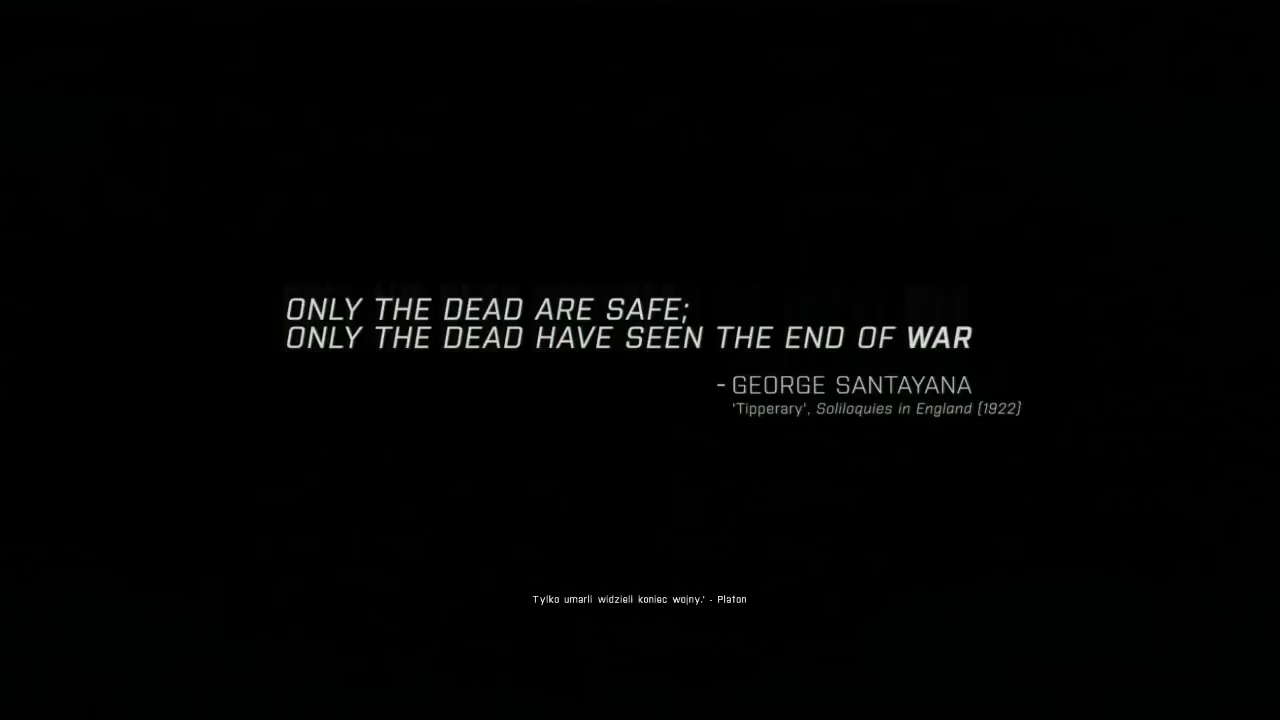 ONLY THE DEAD ARE SAFE;
ONLY THE DEAD HAVE SEEN THE END OF WAR
- GEORGE SANTAYANA
'Tipperary', Soliloquies in England (1922)
Tylko umarli widzieli koniec wojny.' - Platon